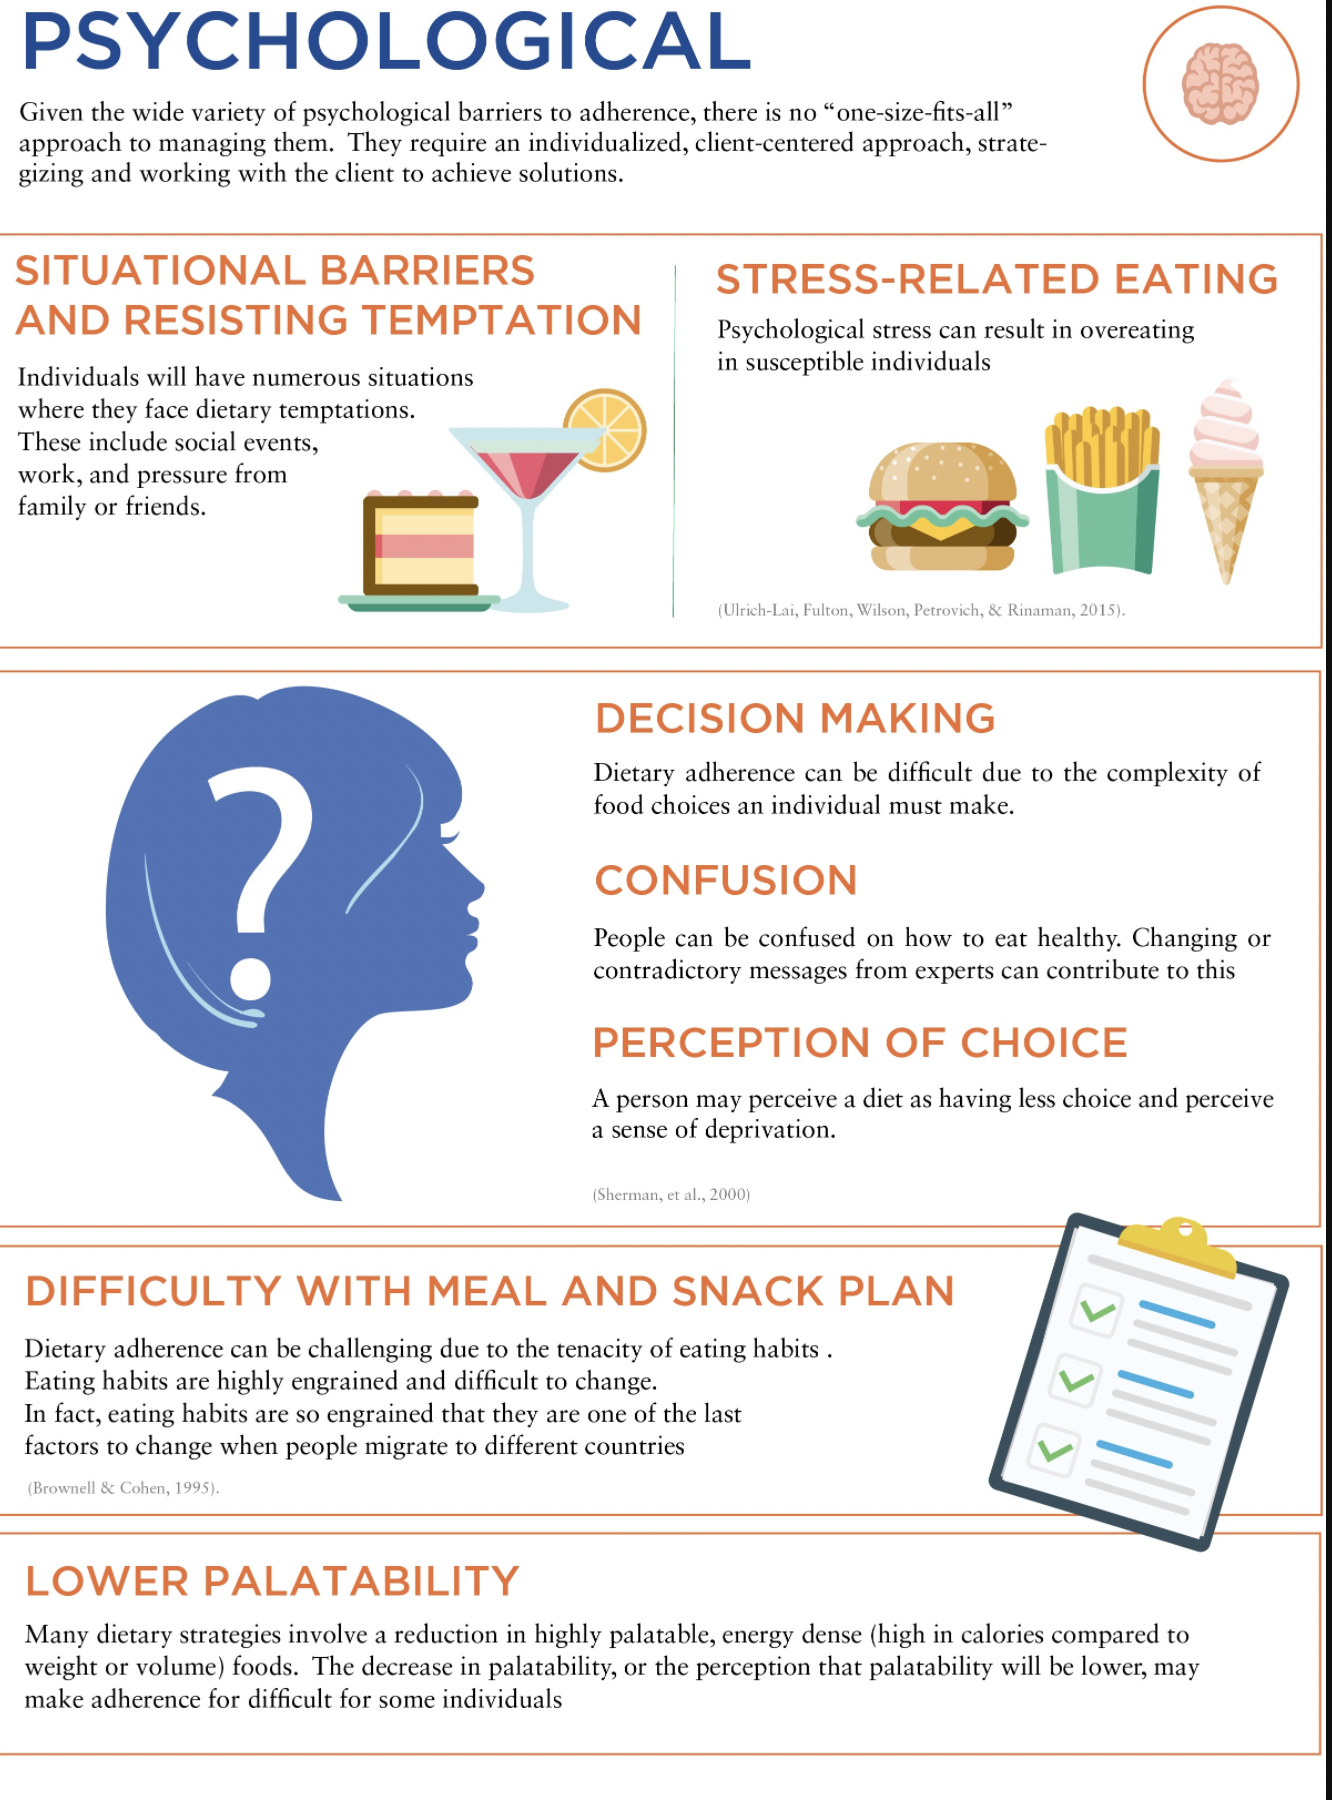 PSYCHOLOGICAL
Given the wide variety of psychological barriers to adherence, there is no “one-size-fits-all”
approach to managing them.  They require an individualized, client-centered approach, strate-
gizing and working with the client to achieve solutions.
SITUATIONAL BARRIERS
AND RESISTING TEMPTATION
Individuals will have numerous situations
where they face dietary temptations.
These include social events,
work, and pressure from
family or friends.
STRESS-RELATED EATING
Psychological stress can result in overeating
in susceptible individuals
(Ulrich-Lai, Fulton, Wilson, Petrovich, & Rinaman, 2015).
?
DECISION MAKING
Dietary adherence can be difficult due to the complexity of
food choices an individual must make.
CONFUSION
People can be confused on how to eat healthy. Changing or
contradictory messages from experts can contribute to this
PERCEPTION OF CHOICE
A person may perceive a diet as having less choice and perceive
a sense of deprivation.
(Sherman, et al., 2000)
DIFFICULTY WITH MEAL AND SNACK PLAN
Dietary adherence can be challenging due to the tenacity of eating habits .
Eating habits are highly engrained and difficult to change.
In fact, eating habits are so engrained that they are one of the last
factors to change when people migrate to different countries
(Brownell & Cohen, 1995).
LOWER PALATABILITY
Many dietary strategies involve a reduction in highly palatable, energy dense (high in calories compared to
weight or volume) foods.  The decrease in palatability, or the perception that palatability will be lower, may
make adherence for difficult for some individuals